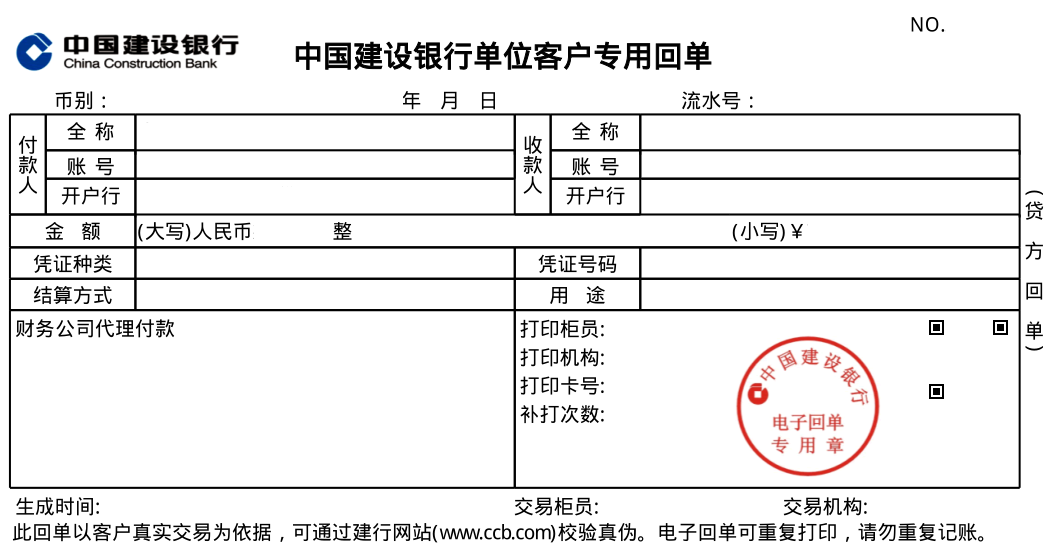 NO.
中国建设银行
China Construction Bank
中国建设银行单位客户专用回单
币别： 年 月 日 流水号：
付款人 全 称 收款人 全 称
账 号 账 号
开户行 开户行
金 额 (大写)人民币 整 (小写)￥
凭证种类 凭证号码
结算方式 用 途
财务公司代理付款 打印柜员:
打印机构:
打印卡号:
补打次数:
中国建设银行
电子回单
专用章
(贷方回单)
生成时间: 交易柜员: 交易机构:
此回单以客户真实交易为依据，可通过建行网站(www.ccb.com)校验真伪。电子回单可重复打印，请勿重复记账。